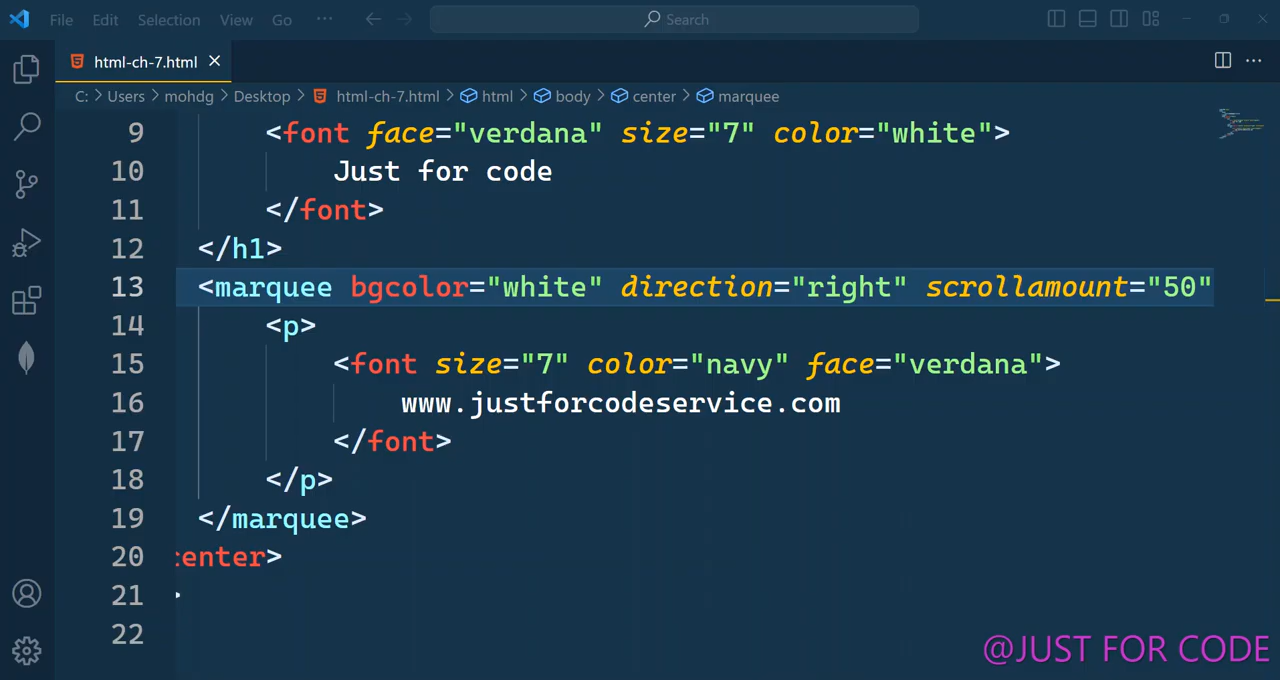 File Edit Selection View Go ··· Search
html-ch-7.html
C: > Users > mohdg > Desktop > html-ch-7.html > html > body > center > marquee
9 <font face="verdana" size="7" color="white">
10 Just for code
11 </font>
12 </h1>
13 <marquee bgcolor="white" direction="right" scrollamount="50"
14 <p>
15 <font size="7" color="navy" face="verdana">
16 www.justforcodeservice.com
17 </font>
18 </p>
19 </marquee>
20 center>
21 >
22
@JUST FOR CODE